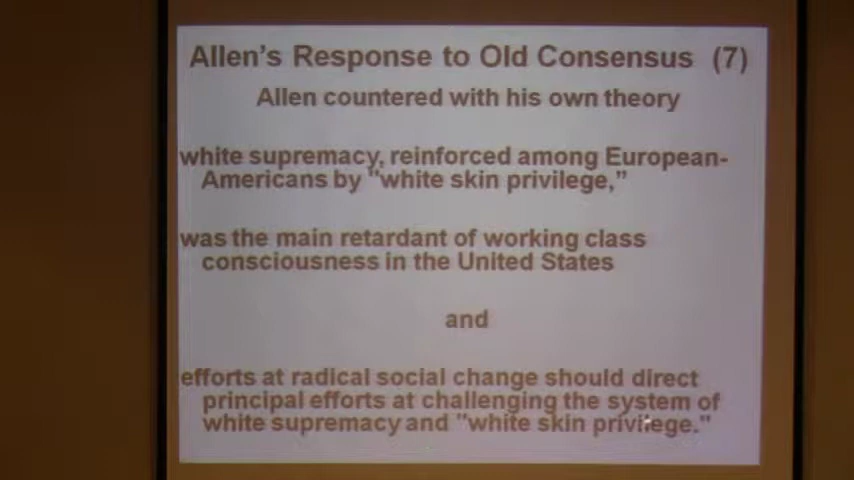 Allen's Response to Old Consensus (7)
Allen countered with his own theory
white supremacy, reinforced among European-
Americans by "white skin privilege,"
was the main retardant of working class
consciousness in the United States
and
efforts at radical social change should direct
principal efforts at challenging the system of
white supremacy and "white skin privilege."